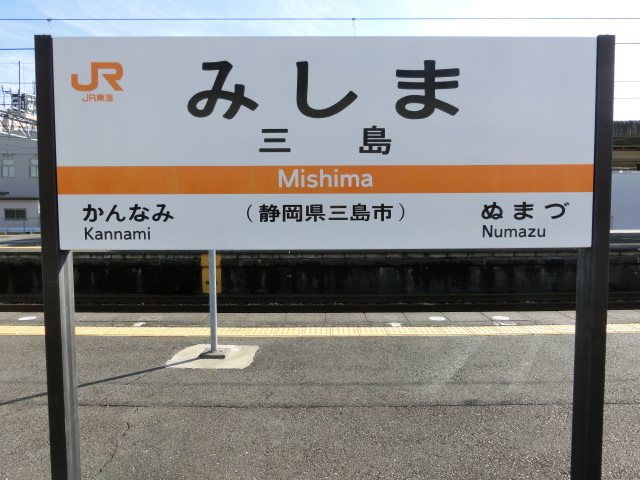 JR
JR東海
みしま
三島
Mishima
かんなみ
Kannami
（静岡県三島市）
ぬまづ
Numazu